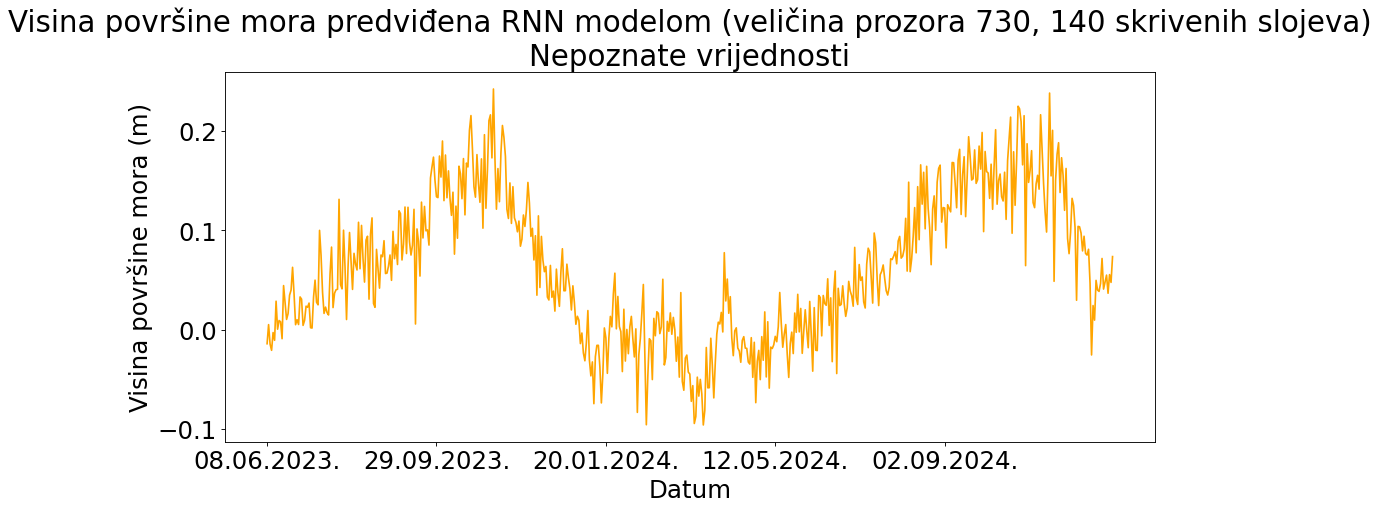 Visina površine mora predviđena RNN modelom (veličina prozora 730, 140 skrivenih slojeva)
Nepoznate vrijednosti
Visina površine mora (m)
0.2
0.1
0.0
−0.1
08.06.2023. 29.09.2023. 20.01.2024. 12.05.2024. 02.09.2024.
Datum